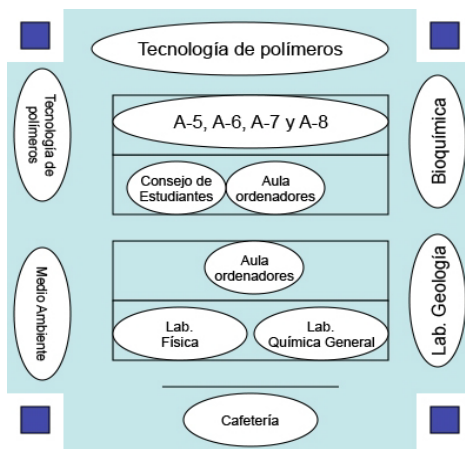 Tecnología de polímeros
Tecnología de
polímeros
A-5, A-6, A-7 y A-8
Bioquímica
Consejo de
Estudiantes
Aula
ordenadores
Medio Ambiente
Aula
ordenadores
Lab. Geología
Lab.
Física
Lab.
Química General
Cafetería